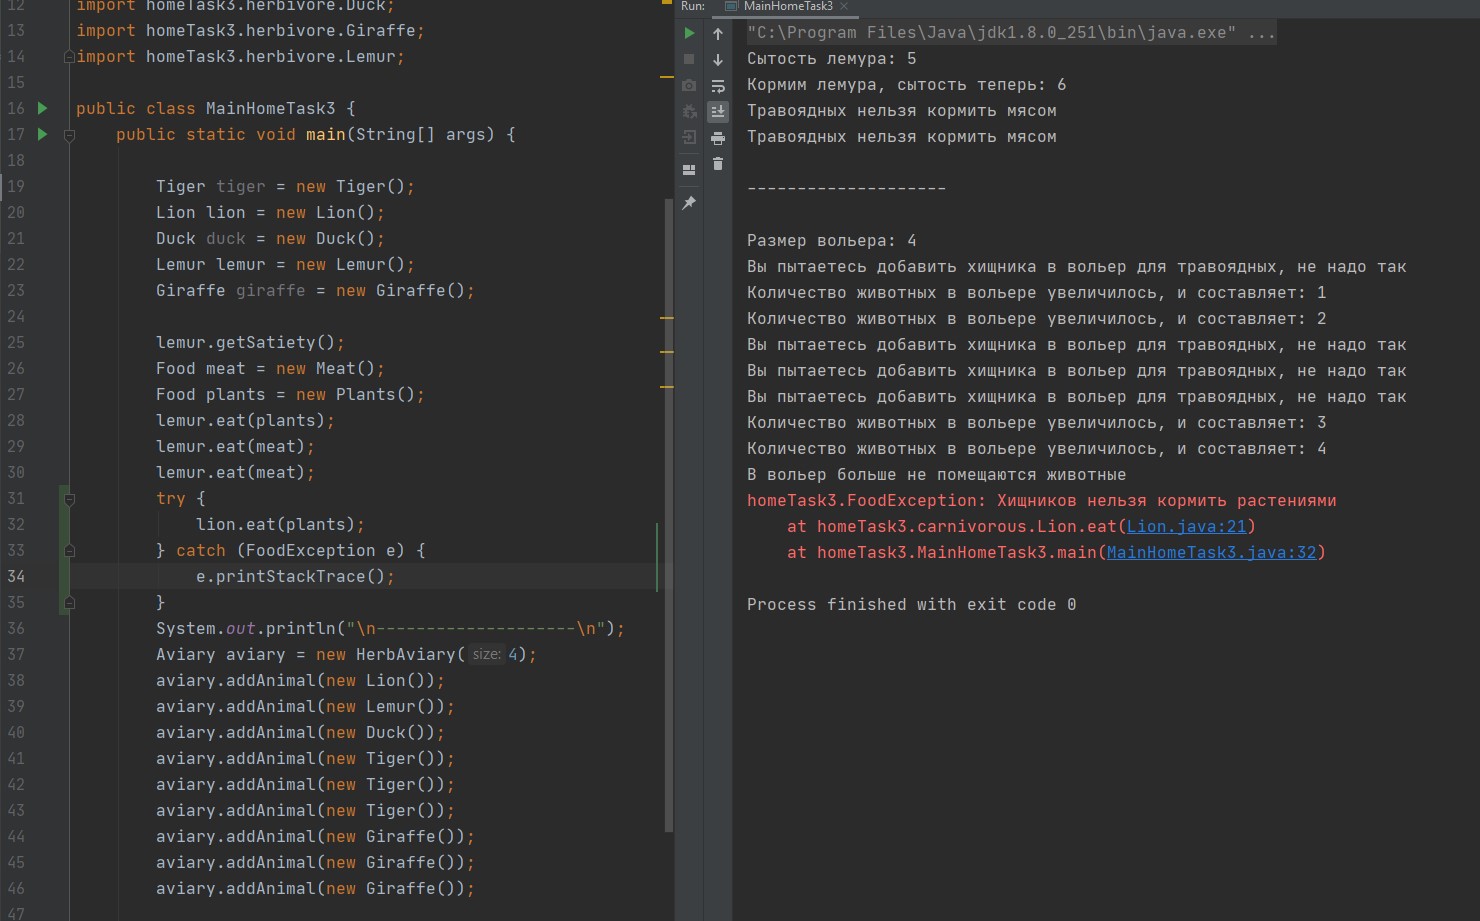 12 import homeTask3.herbivore.Duck;
13 import homeTask3.herbivore.Giraffe;
14 import homeTask3.herbivore.Lemur;
15
16 public class MainHomeTask3 {
17 public static void main(String[] args) {
18
19 Tiger tiger = new Tiger();
20 Lion lion = new Lion();
21 Duck duck = new Duck();
22 Lemur lemur = new Lemur();
23 Giraffe giraffe = new Giraffe();
24
25 lemur.getSatiety();
26 Food meat = new Meat();
27 Food plants = new Plants();
28 lemur.eat(plants);
29 lemur.eat(meat);
30 lemur.eat(meat);
31 try {
32 lion.eat(plants);
33 } catch (FoodException e) {
34 e.printStackTrace();
35 }
36 System.out.println("\n--------------------\n");
37 Aviary aviary = new HerbAviary( size: 4);
38 aviary.addAnimal(new Lion());
39 aviary.addAnimal(new Lemur());
40 aviary.addAnimal(new Duck());
41 aviary.addAnimal(new Tiger());
42 aviary.addAnimal(new Tiger());
43 aviary.addAnimal(new Tiger());
44 aviary.addAnimal(new Giraffe());
45 aviary.addAnimal(new Giraffe());
46 aviary.addAnimal(new Giraffe());
47
Run: MainHomeTask3
"C:\Program Files\Java\jdk1.8.0_251\bin\java.exe" ...
Сытость лемура: 5
Кормим лемура, сытость теперь: 6
Травоядных нельзя кормить мясом
Травоядных нельзя кормить мясом
--------------------
Размер вольера: 4
Вы пытаетесь добавить хищника в вольер для травоядных, не надо так
Количество животных в вольере увеличилось, и составляет: 1
Количество животных в вольере увеличилось, и составляет: 2
Вы пытаетесь добавить хищника в вольер для травоядных, не надо так
Вы пытаетесь добавить хищника в вольер для травоядных, не надо так
Вы пытаетесь добавить хищника в вольер для травоядных, не надо так
Количество животных в вольере увеличилось, и составляет: 3
Количество животных в вольере увеличилось, и составляет: 4
В вольер больше не помещаются животные
homeTask3.FoodException: Хищников нельзя кормить растениями
at homeTask3.carnivorous.Lion.eat(Lion.java:21)
at homeTask3.MainHomeTask3.main(MainHomeTask3.java:32)
Process finished with exit code 0